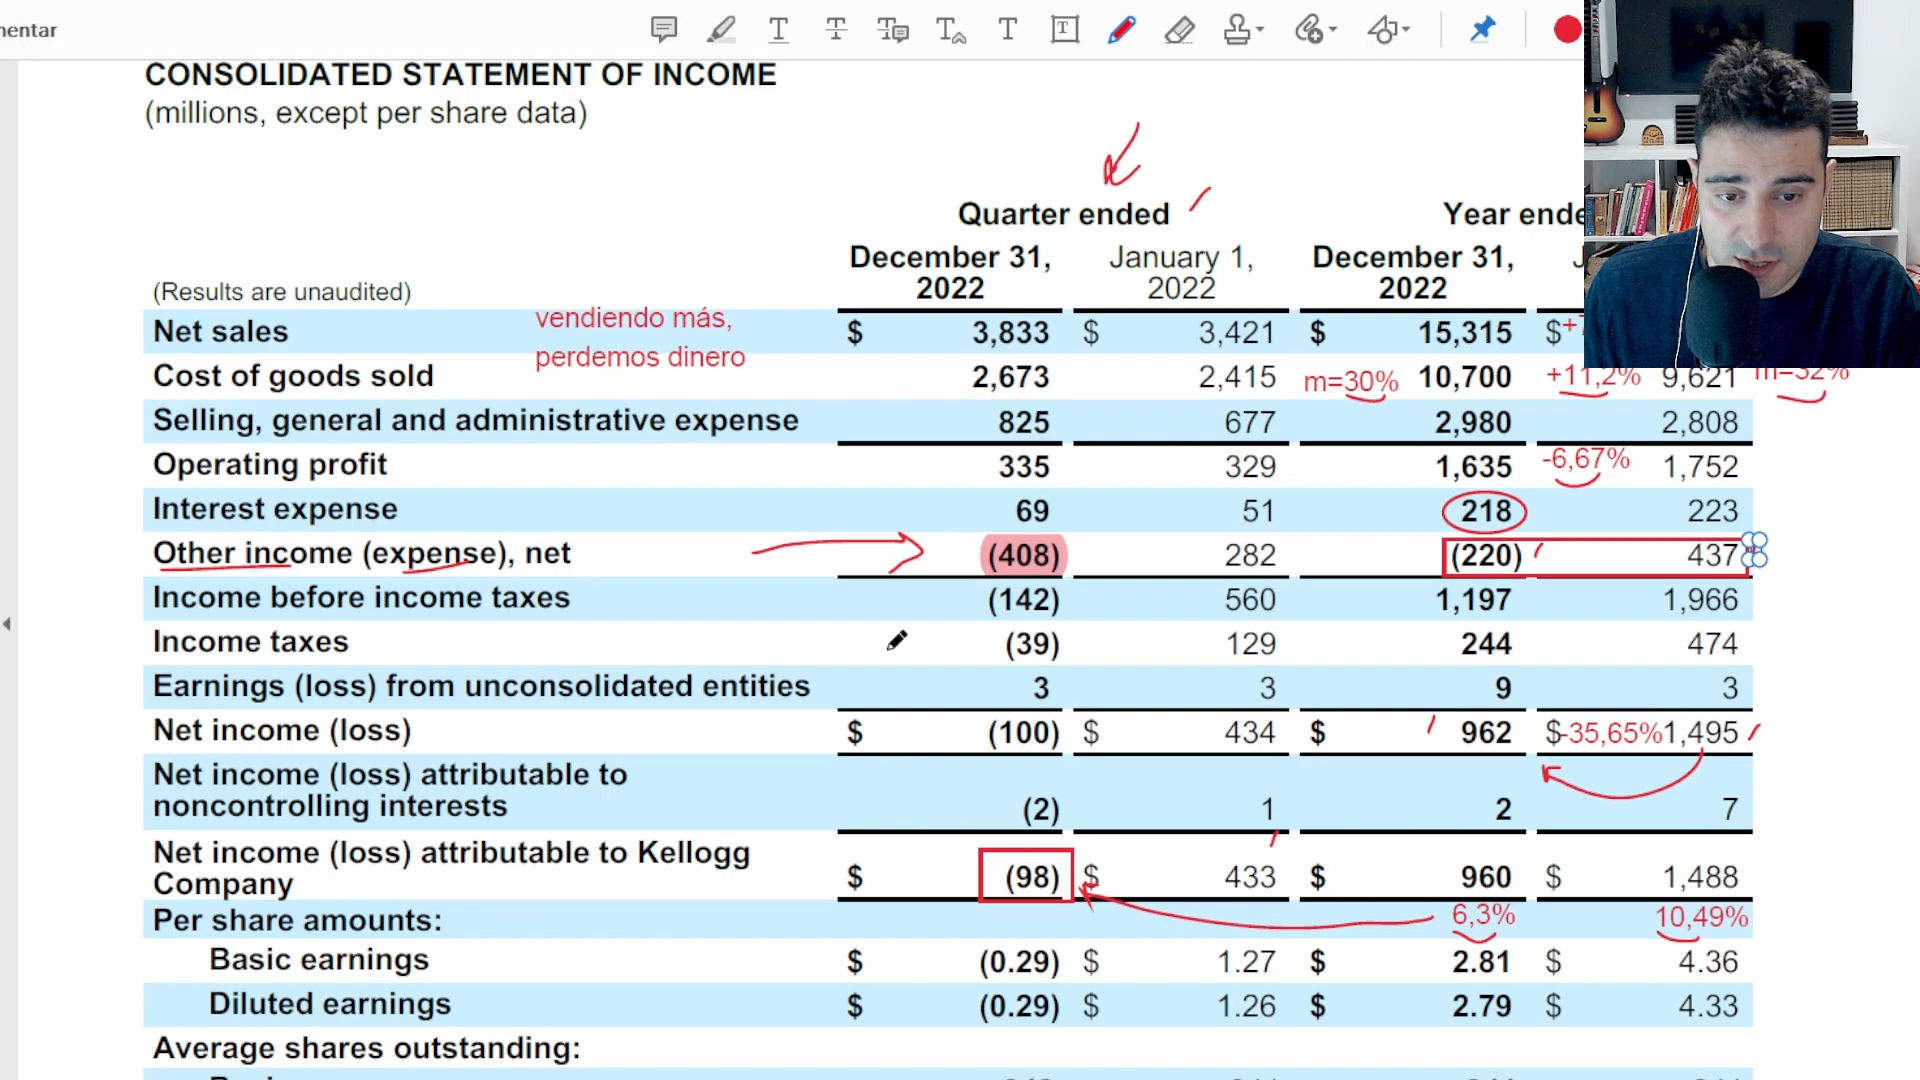 mentar
CONSOLIDATED STATEMENT OF INCOME
(millions, except per share data)
Quarter ended
Year ende
December 31, 2022
January 1, 2022
December 31, 2022
J
(Results are unaudited)
vendiendo más,
perdemos dinero
Net sales $ 3,833 $ 3,421 $ 15,315 $ +
Cost of goods sold 2,673 2,415 m=30% 10,700 +11,2% 9,621 m=32%
Selling, general and administrative expense 825 677 2,980 2,808
Operating profit 335 329 1,635 -6,67% 1,752
Interest expense 69 51 218 223
Other income (expense), net (408) 282 (220) 437
Income before income taxes (142) 560 1,197 1,966
Income taxes (39) 129 244 474
Earnings (loss) from unconsolidated entities 3 3 9 3
Net income (loss) $ (100) $ 434 $ 962 $ -35,65% 1,495
Net income (loss) attributable to
noncontrolling interests (2) 1 2 7
Net income (loss) attributable to Kellogg
Company $ (98) $ 433 $ 960 $ 1,488
Per share amounts: 6,3% 10,49%
Basic earnings $ (0.29) $ 1.27 $ 2.81 $ 4.36
Diluted earnings $ (0.29) $ 1.26 $ 2.79 $ 4.33
Average shares outstanding: